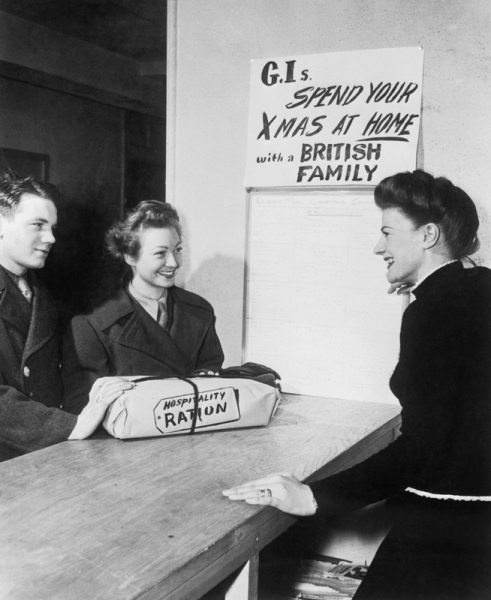 G.I s.
SPEND YOUR
XMAS AT HOME
with a BRITISH
FAMILY
HOSPITALITY
RATION